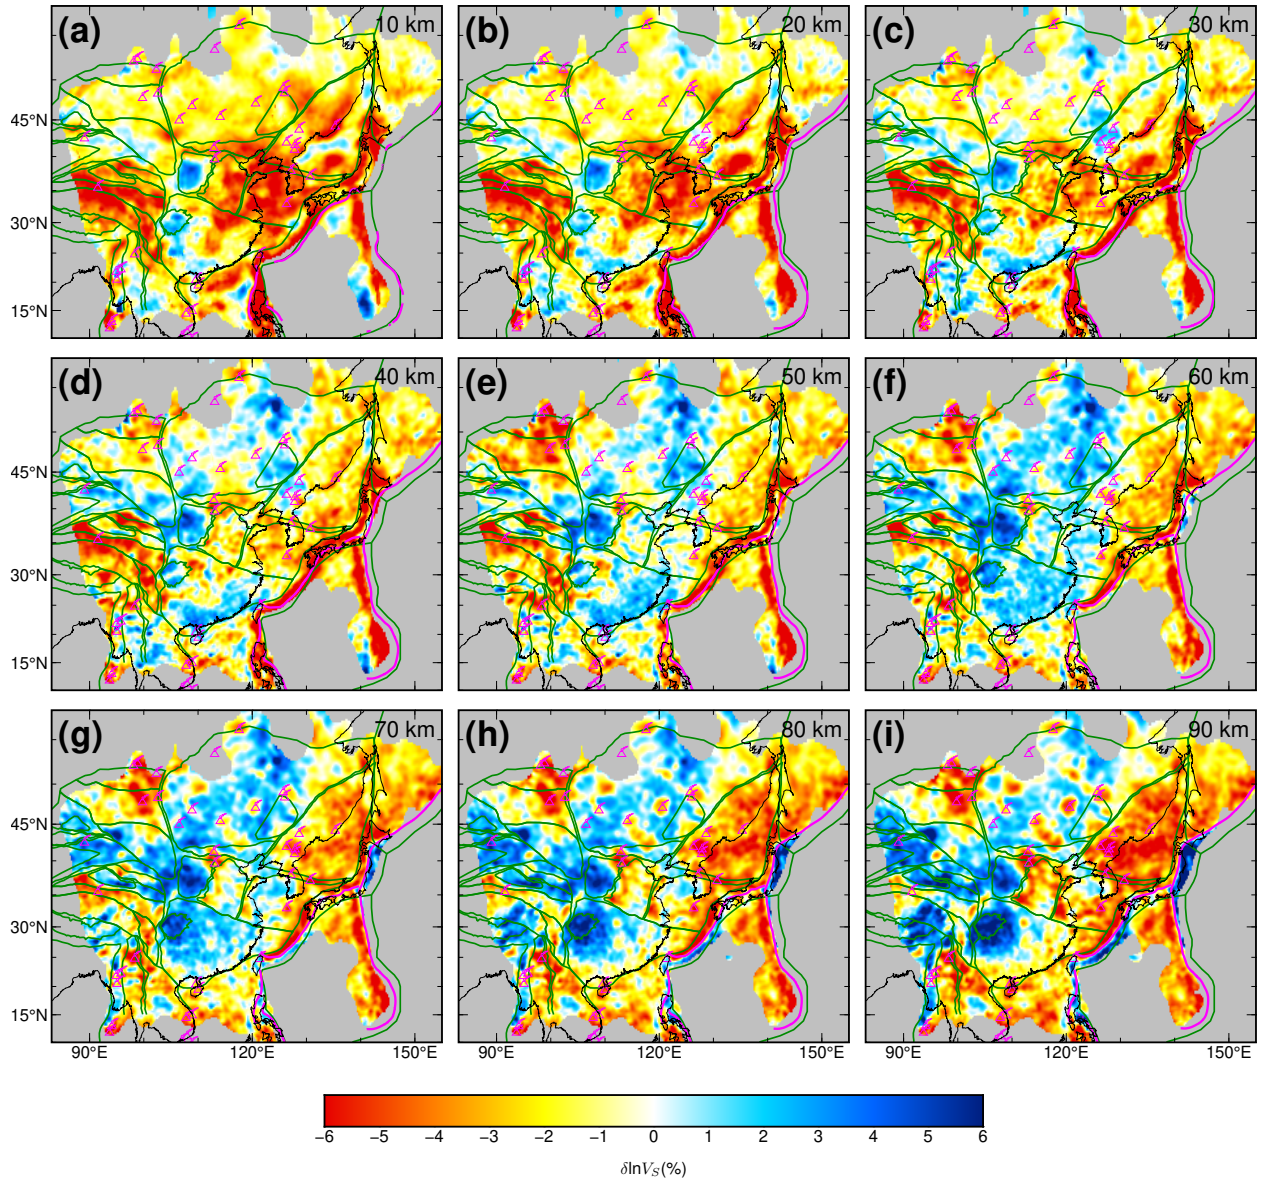 (a) 10 km
(b) 20 km
(c) 30 km
45°N
30°N
15°N
(d) 40 km
(e) 50 km
(f) 60 km
45°N
30°N
15°N
(g) 70 km
(h) 80 km
(i) 90 km
45°N
30°N
15°N
90°E 120°E 150°E 90°E 120°E 150°E 90°E 120°E 150°E
−6 −5 −4 −3 −2 −1 0 1 2 3 4 5 6
δlnV_S(%)